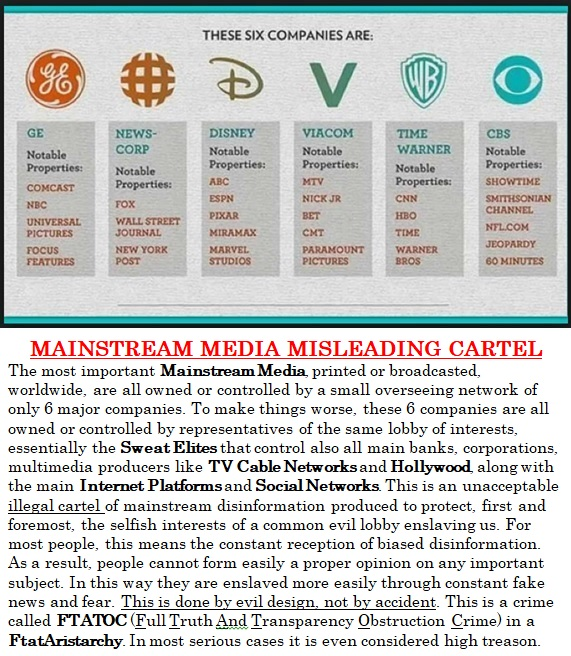 THESE SIX COMPANIES ARE:
GE
Notable
Properties:
COMCAST
NBC
UNIVERSAL
PICTURES
FOCUS
FEATURES
NEWS-
CORP
Notable
Properties:
FOX
WALL STREET
JOURNAL
NEW YORK
POST
D
DISNEY
Notable
Properties:
ABC
ESPN
PIXAR
MIRAMAX
MARVEL
STUDIOS
V
VIACOM
Notable
Properties:
MTV
NICK JR
BET
CMT
PARAMOUNT
PICTURES
WB
TIME
WARNER
Notable
Properties:
CNN
HBO
TIME
WARNER
BROS
CBS
Notable
Properties:
SHOWTIME
SMITHSONIAN
CHANNEL
NFL.COM
JEOPARDY
60 MINUTES
MAINSTREAM MEDIA MISLEADING CARTEL
The most important Mainstream Media, printed or broadcasted,
worldwide, are all owned or controlled by a small overseeing network of
only 6 major companies. To make things worse, these 6 companies are all
owned or controlled by representatives of the same lobby of interests,
essentially the Sweat Elites that control also all main banks, corporations,
multimedia producers like TV Cable Networks and Hollywood, along with
the main Internet Platforms and Social Networks. This is an unacceptable
illegal cartel of mainstream disinformation produced to protect, first and
foremost, the selfish interests of a common evil lobby enslaving us. For
most people, this means the constant reception of biased disinformation.
As a result, people cannot form easily a proper opinion on any important
subject. In this way they are enslaved more easily through constant fake
news and fear. This is done by evil design, not by accident. This is a crime
called FTATOC (Full Truth And Transparency Obstruction Crime) in a
FtatAristarchy. In most serious cases it is even considered high treason.